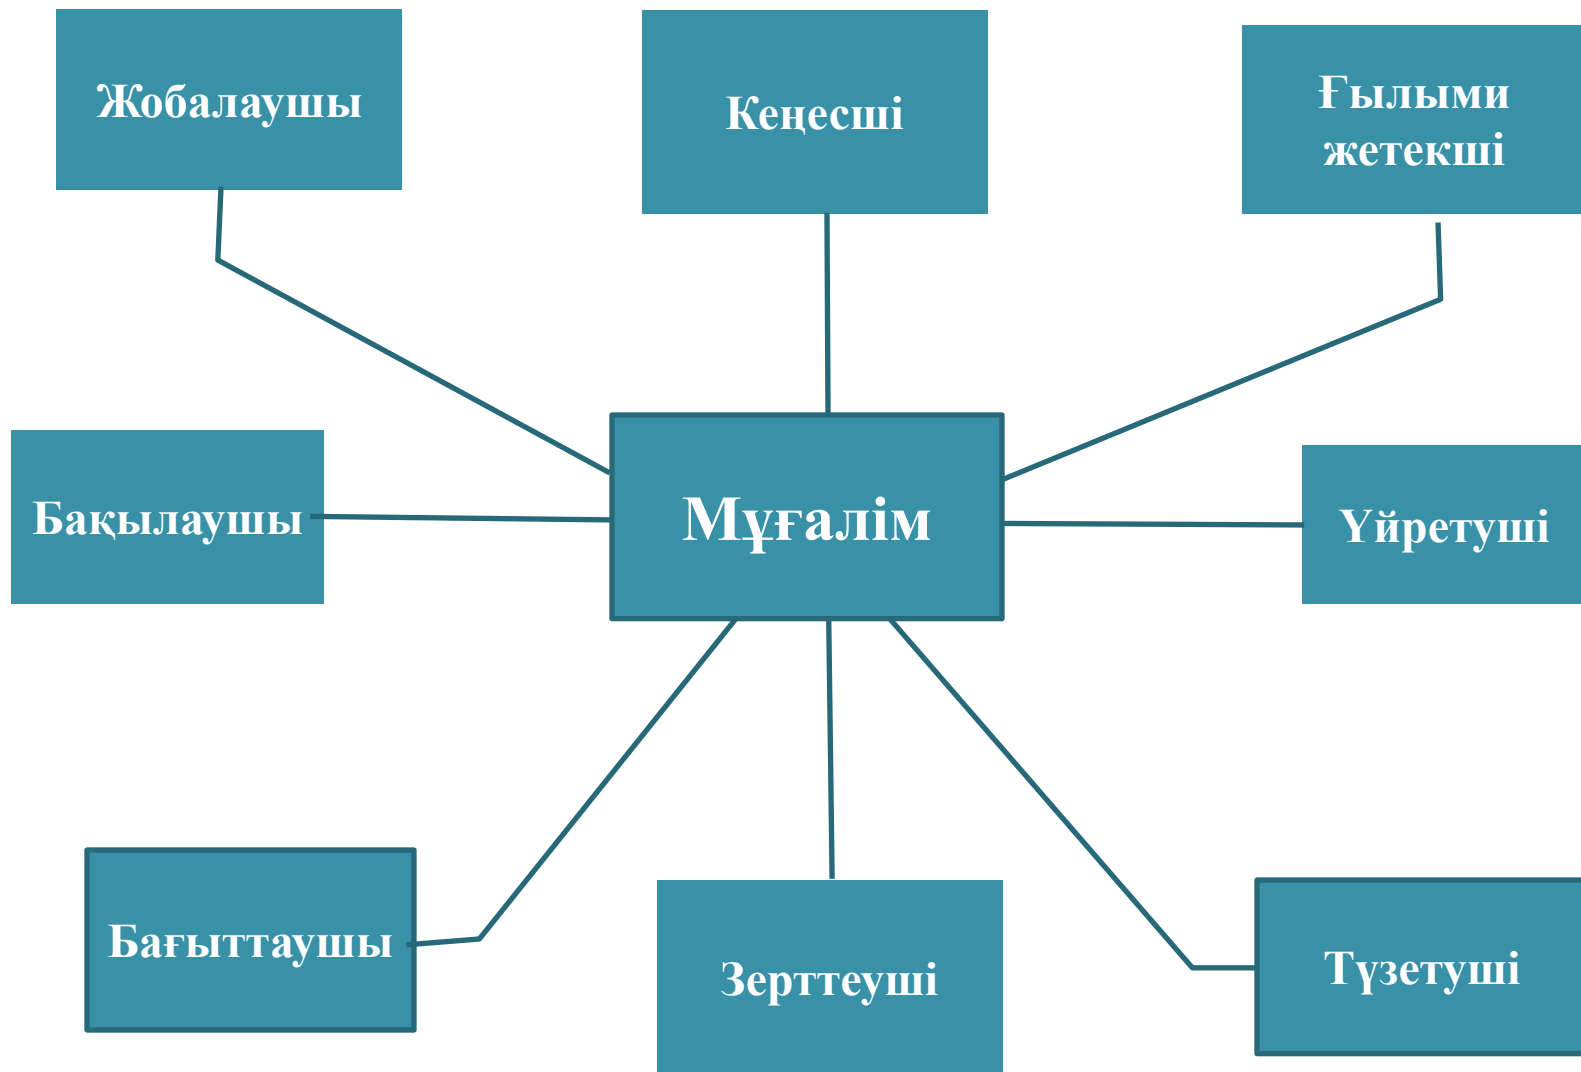 Жобалаушы
Кеңесші
Ғылыми
жетекші
Бақылаушы
Мұғалім
Үйретуші
Бағыттаушы
Зерттеуші
Түзетуші